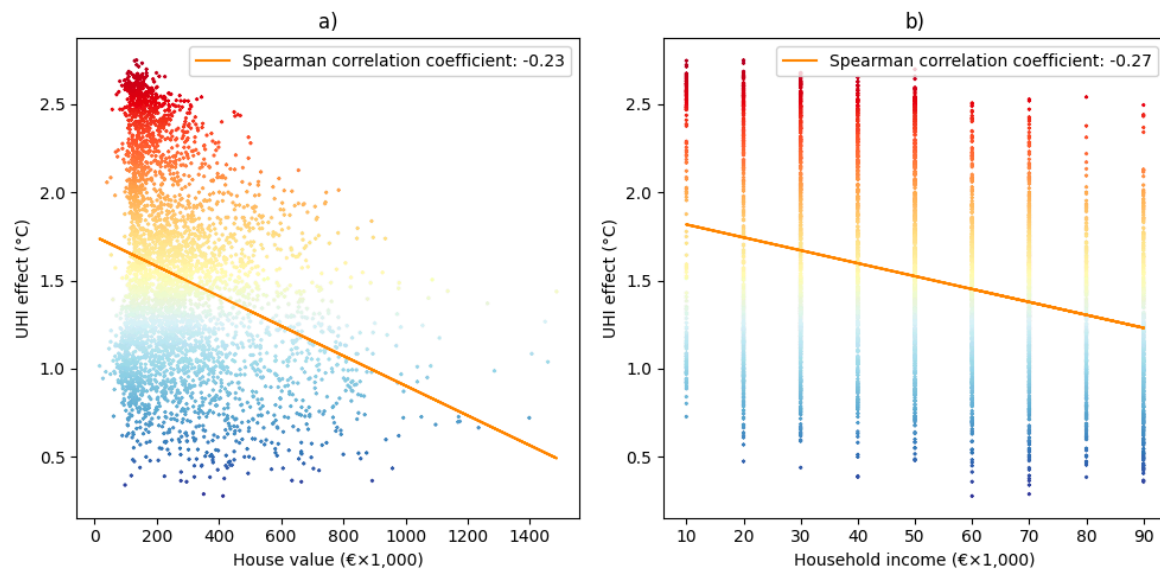 a)
Spearman correlation coefficient: -0.23
2.5
2.0
1.5
1.0
0.5
UHI effect (°C)
0 200 400 600 800 1000 1200 1400
House value (€×1,000)
b)
Spearman correlation coefficient: -0.27
2.5
2.0
1.5
1.0
0.5
UHI effect (°C)
10 20 30 40 50 60 70 80 90
Household income (€×1,000)